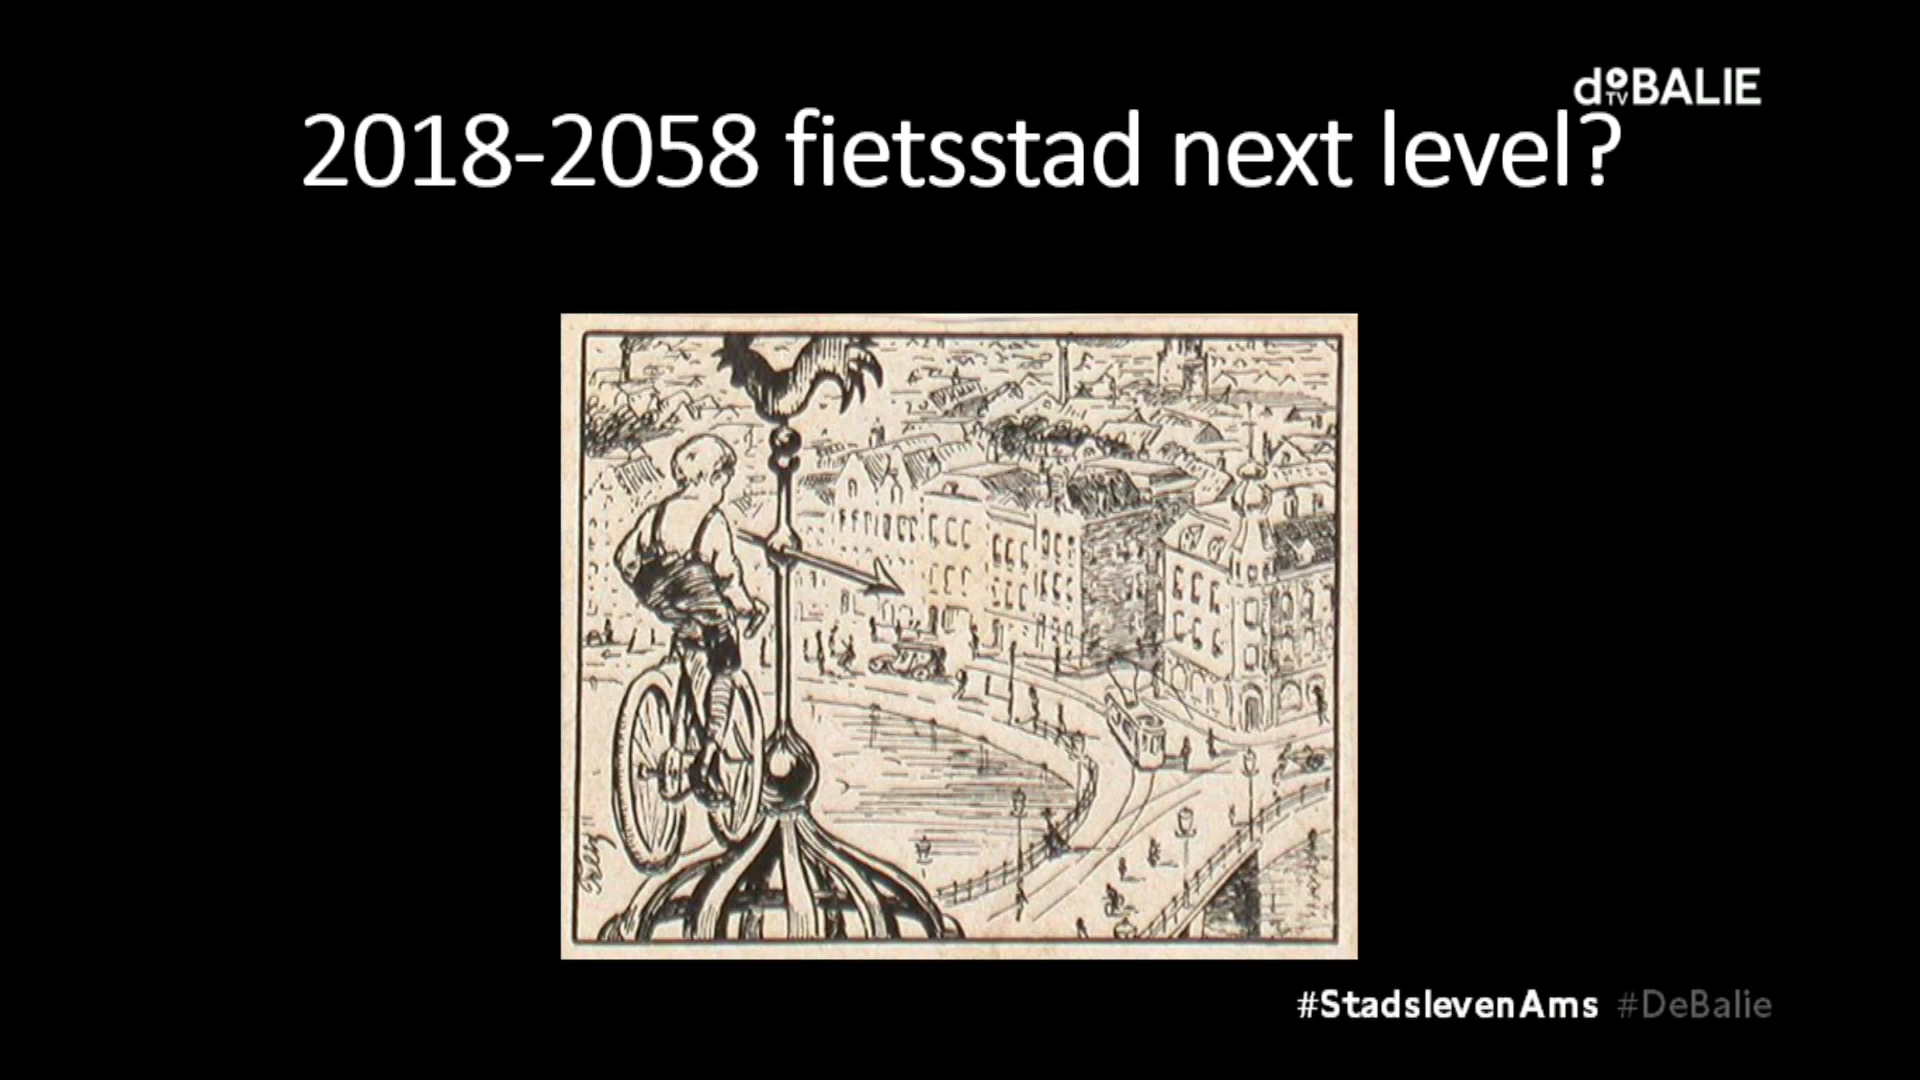 deBALIE
TV
2018-2058 fietsstad next level?
#StadslevenAms #DeBalie